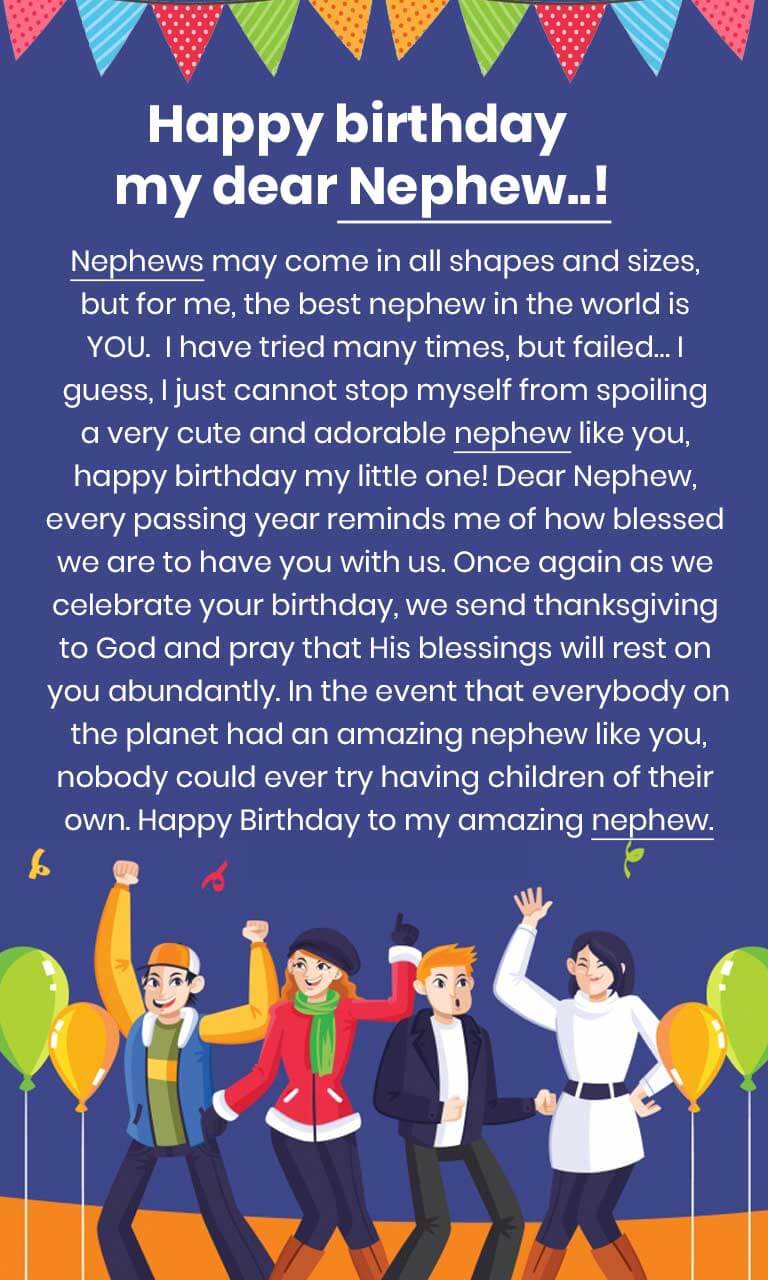 Happy birthday
my dear Nephew..!
Nephews may come in all shapes and sizes,
but for me, the best nephew in the world is
YOU.  I have tried many times, but failed... I
guess, I just cannot stop myself from spoiling
a very cute and adorable nephew like you,
happy birthday my little one! Dear Nephew,
every passing year reminds me of how blessed
we are to have you with us. Once again as we
celebrate your birthday, we send thanksgiving
to God and pray that His blessings will rest on
you abundantly. In the event that everybody on
the planet had an amazing nephew like you,
nobody could ever try having children of their
own. Happy Birthday to my amazing nephew.